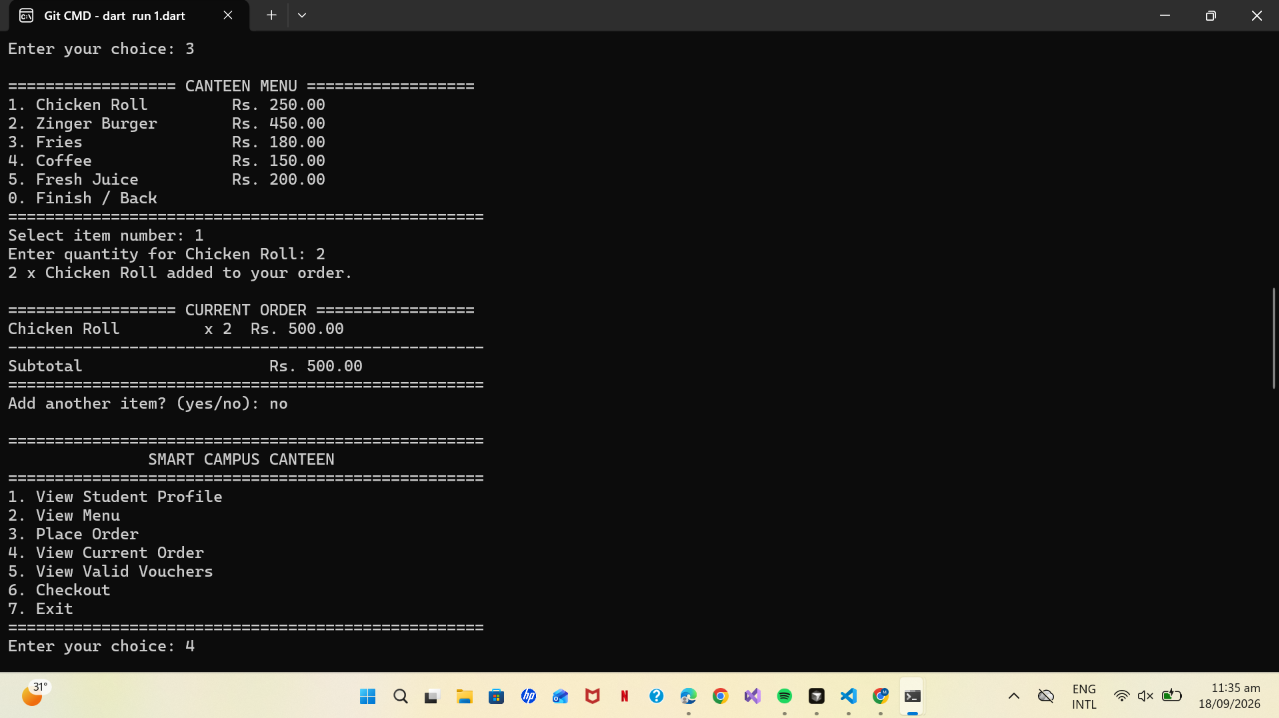 Git CMD - dart  run 1.dart
Enter your choice: 3
================== CANTEEN MENU ==================
1. Chicken Roll         Rs. 250.00
2. Zinger Burger        Rs. 450.00
3. Fries                Rs. 180.00
4. Coffee               Rs. 150.00
5. Fresh Juice          Rs. 200.00
0. Finish / Back
===================================================
Select item number: 1
Enter quantity for Chicken Roll: 2
2 x Chicken Roll added to your order.
================== CURRENT ORDER =================
Chicken Roll         x 2  Rs. 500.00
---------------------------------------------------
Subtotal                    Rs. 500.00
===================================================
Add another item? (yes/no): no
===================================================
               SMART CAMPUS CANTEEN
===================================================
1. View Student Profile
2. View Menu
3. Place Order
4. View Current Order
5. View Valid Vouchers
6. Checkout
7. Exit
===================================================
Enter your choice: 4
31°
ENG
INTL
11:35 am
18/09/2026